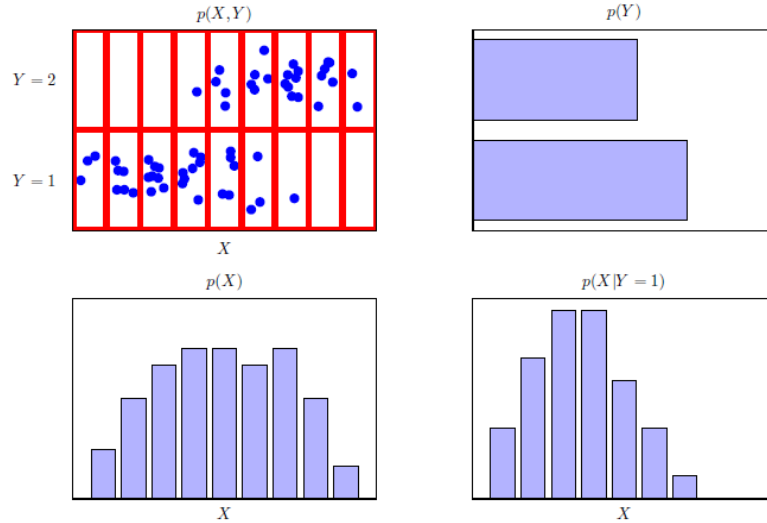 p(X, Y)
p(Y)
Y = 2
Y = 1
X
p(X)
p(X|Y = 1)
X
X